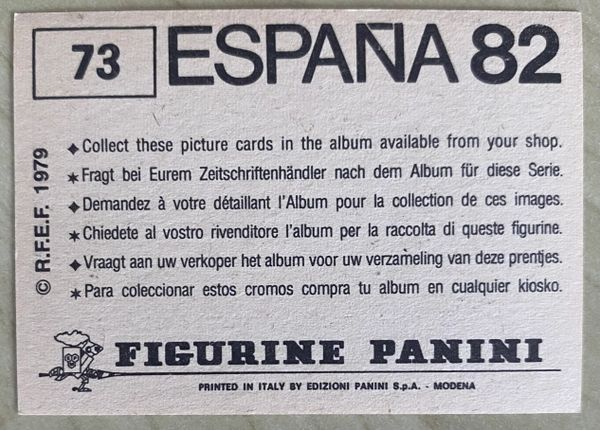 73
ESPAÑA 82
© R.F.E.F. 1979
✦ Collect these picture cards in the album available from your shop.
✶ Fragt bei Eurem Zeitschriftenhändler nach dem Album für diese Serie.
✦ Demandez à votre détaillant l'Album pour la collection de ces images.
✶ Chiedete al vostro rivenditore l'album per la raccolta di queste figurine.
✦ Vraagt aan uw verkoper het album voor uw verzameling van deze prentjes.
✶ Para coleccionar estos cromos compra tu album en cualquier kiosko.
FIGURINE PANINI
PRINTED IN ITALY BY EDIZIONI PANINI S.p.A. - MODENA